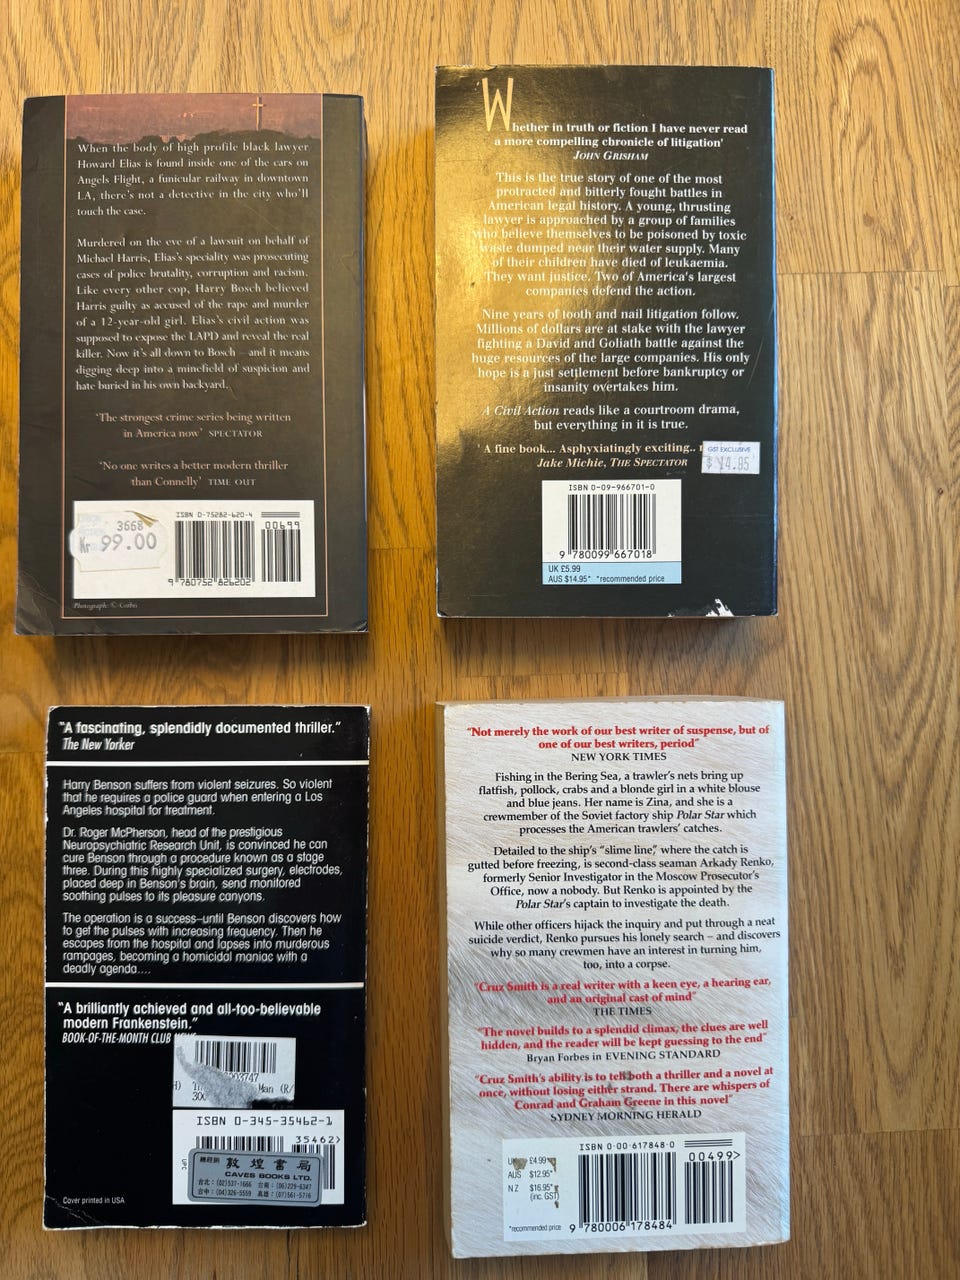 When the body of high profile black lawyer
Howard Elias is found inside one of the cars on
Angels Flight, a funicular railway in downtown
LA, there's not a detective in the city who'll
touch the case.
Murdered on the eve of a lawsuit on behalf of
Michael Harris, Elias's speciality was prosecuting
cases of police brutality, corruption and racism.
Like every other cop, Harry Bosch believed
Harris guilty as accused of the rape and murder
of a 12-year-old girl. Elias's civil action was
supposed to expose the LAPD and reveal the real
killer. Now it's all down to Bosch – and it means
digging deep into a minefield of suspicion and
hate buried in his own backyard.
'The strongest crime series being written
in America now' SPECTATOR
'No one writes a better modern thriller
than Connelly' TIME OUT
ISBN 0-75282-620-4
00699
3668
Kr 99.00
9 780752 826202
Photograph: © Corbis
Whether in truth or fiction I have never read
a more compelling chronicle of litigation'
JOHN GRISHAM
This is the true story of one of the most
protracted and bitterly fought battles in
American legal history. A young, thrusting
lawyer is approached by a group of families
who believe themselves to be poisoned by toxic
waste dumped near their water supply. Many
of their children have died of leukaemia.
They want justice. Two of America's largest
companies defend the action.
Nine years of tooth and nail litigation follow.
Millions of dollars are at stake with the lawyer
fighting a David and Goliath battle against the
huge resources of the large companies. His only
hope is a just settlement before bankruptcy or
insanity overtakes him.
A Civil Action reads like a courtroom drama,
but everything in it is true.
'A fine book... Asphyxiatingly exciting..
Jake Michie, THE SPECTATOR
GST EXCLUSIVE
$ 14.95
ISBN 0-09-966701-0
9 780099 667018
UK £5.99
AUS $14.95* *recommended price
"A fascinating, splendidly documented thriller."
The New Yorker
Harry Benson suffers from violent seizures. So violent
that he requires a police guard when entering a Los
Angeles hospital for treatment.
Dr. Roger McPherson, head of the prestigious
Neuropsychiatric Research Unit, is convinced he can
cure Benson through a procedure known as a stage
three. During this highly specialized surgery, electrodes,
placed deep in Benson's brain, send monitored
soothing pulses to its pleasure canyons.
The operation is a success–until Benson discovers how
to get the pulses with increasing frequency. Then he
escapes from the hospital and lapses into murderous
rampages, becoming a homicidal maniac with a
deadly agenda....
"A brilliantly achieved and all-too-believable
modern Frankenstein."
BOOK-OF-THE-MONTH CLUB
03747
Man (R/
300
ISBN 0-345-35462-1
35462>
UPC
總經銷 敦煌書局
CAVES BOOKS LTD.
台北:(02)537-1666 台南:(06)229-6347
台中:(04)326-5559 高雄:(07)561-5716
Cover printed in USA
"Not merely the work of our best writer of suspense, but of
one of our best writers, period"
NEW YORK TIMES
Fishing in the Bering Sea, a trawler's nets bring up
flatfish, pollock, crabs and a blonde girl in a white blouse
and blue jeans. Her name is Zina, and she is a
crewmember of the Soviet factory ship Polar Star which
processes the American trawlers' catches.
Detailed to the ship's "slime line", where the catch is
gutted before freezing, is second-class seaman Arkady Renko,
formerly Senior Investigator in the Moscow Prosecutor's
Office, now a nobody. But Renko is appointed by the
Polar Star's captain to investigate the death.
While other officers hijack the inquiry and put through a neat
suicide verdict, Renko pursues his lonely search – and discovers
why so many crewmen have an interest in turning him,
too, into a corpse.
"Cruz Smith is a real writer with a keen eye, a hearing ear,
and an original cast of mind"
THE TIMES
"The novel builds to a splendid climax, the clues are well
hidden, and the reader will be kept guessing to the end"
Bryan Forbes in EVENING STANDARD
"Cruz Smith's ability is to tell both a thriller and a novel at
once, without losing either strand. There are whispers of
Conrad and Graham Greene in this novel"
SYDNEY MORNING HERALD
ISBN 0-00-617848-0
00499>
UK £4.99
AUS $12.95*
NZ $16.95*
(inc. GST)
*recommended price
9 780006 178484